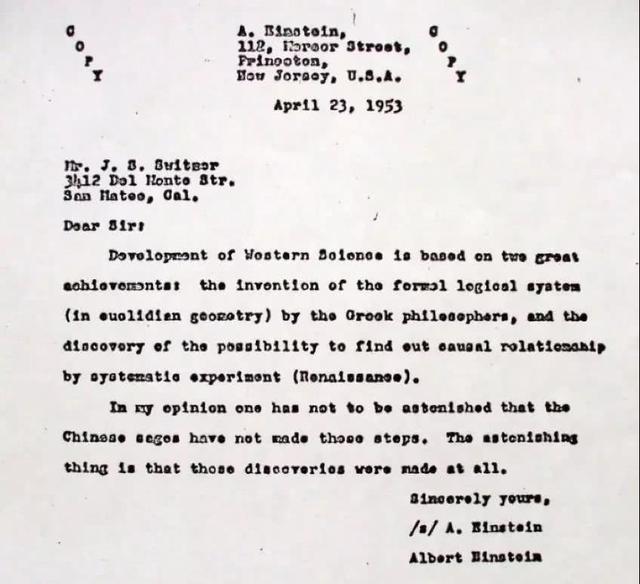 COPY A. Einstein, COPY
112, Mercer Street,
Princeton,
New Jersey, U.S.A.
April 23, 1953
Mr. J. S. Switzer
3412 Del Monte Str.
San Mateo, Cal.
Dear Sir:
Development of Western Science is based on two great
achievements: the invention of the formal logical system
(in euclidian geometry) by the Greek philosophers, and the
discovery of the possibility to find out causal relationship
by systematic experiment (Renaissance).
In my opinion one has not to be astonished that the
Chinese sages have not made those steps. The astonishing
thing is that those discoveries were made at all.
Sincerely yours,
/s/ A. Einstein
Albert Einstein